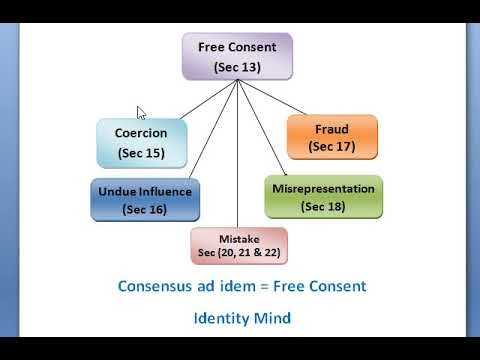 Free Consent
(Sec 13)
Coercion
(Sec 15)
Fraud
(Sec 17)
Undue Influence
(Sec 16)
Misrepresentation
(Sec 18)
Mistake
Sec (20, 21 & 22)
Consensus ad idem = Free Consent
Identity Mind